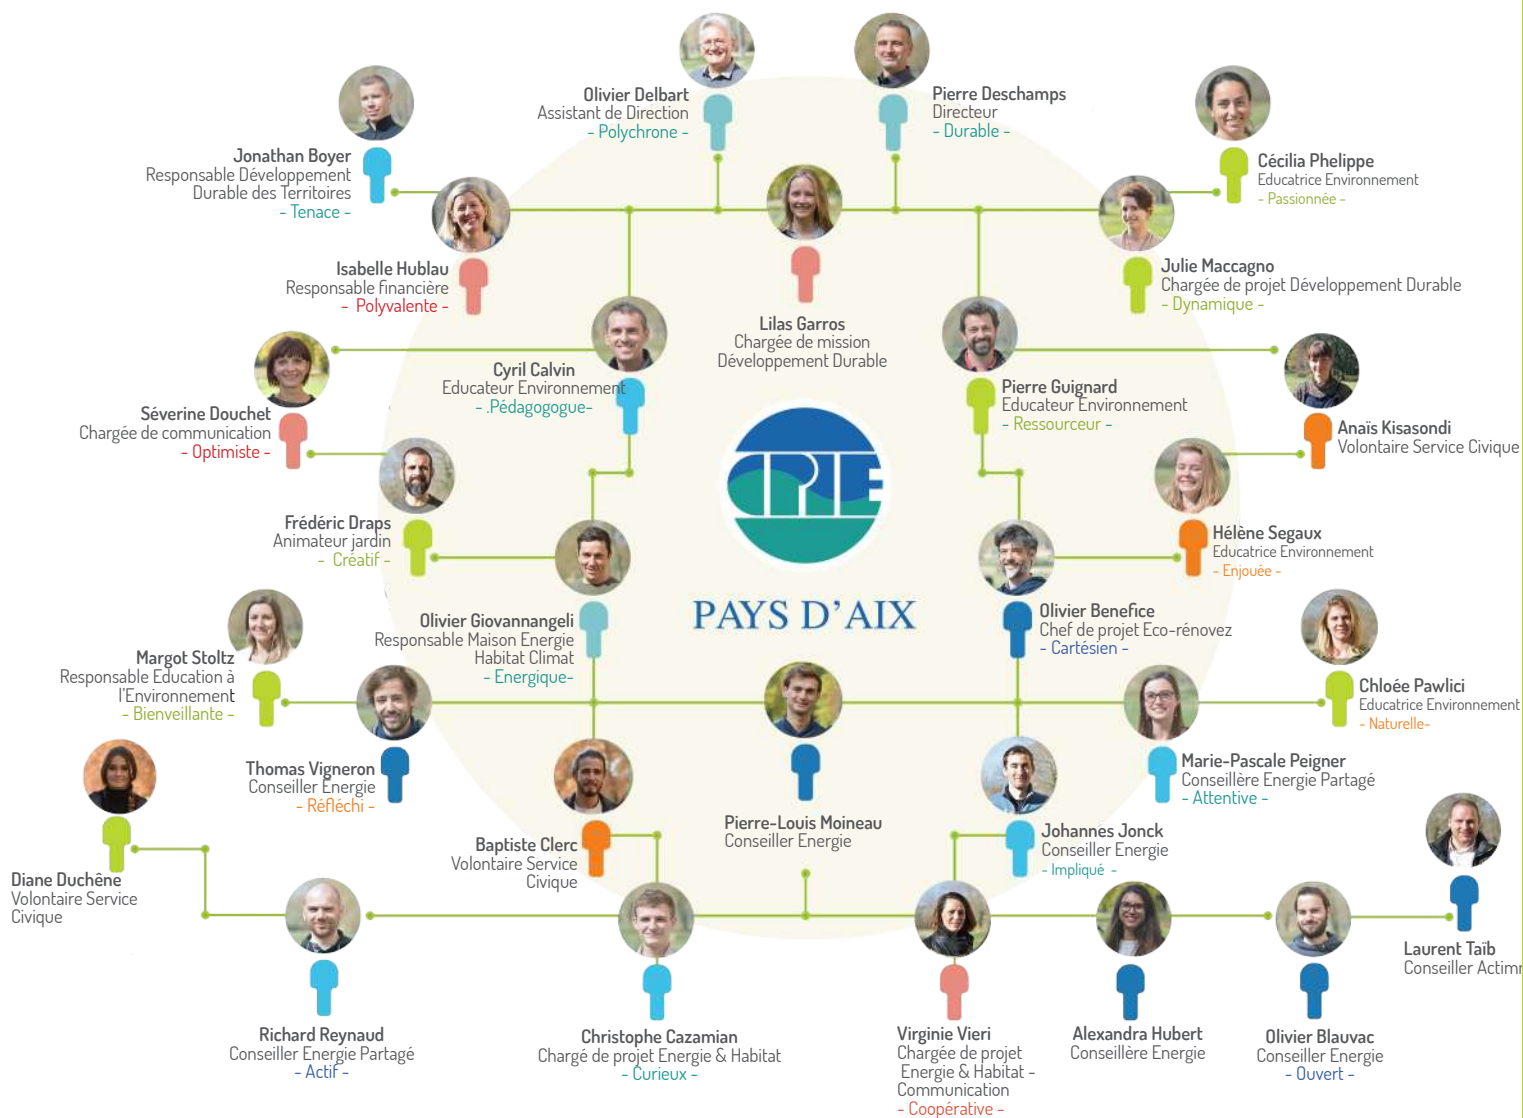 Olivier Delbart
Assistant de Direction
- Polychrone -
Pierre Deschamps
Directeur
- Durable -
Jonathan Boyer
Responsable Développement
Durable des Territoires
- Tenace -
Cécilia Phelippe
Educatrice Environnement
- Passionnée -
Isabelle Hublau
Responsable financière
- Polyvalente -
Lilas Garros
Chargée de mission
Développement Durable
Julie Maccagno
Chargée de projet Développement Durable
- Dynamique -
Séverine Douchet
Chargée de communication
- Optimiste -
Cyril Calvin
Educateur Environnement
- .Pédagogogue-
Pierre Guignard
Educateur Environnement
- Ressourceur -
Anaïs Kisasondi
Volontaire Service Civique
CPIE
PAYS D'AIX
Frédéric Draps
Animateur jardin
- Créatif -
Hélène Segaux
Educatrice Environnement
- Enjouée -
Olivier Giovannangeli
Responsable Maison Energie
Habitat Climat
- Energique-
Olivier Benefice
Chef de projet Eco-rénovez
- Cartésien -
Margot Stoltz
Responsable Education à
l'Environnement
- Bienveillante -
Chloée Pawlici
Educatrice Environnement
- Naturelle-
Thomas Vigneron
Conseiller Energie
- Réfléchi -
Marie-Pascale Peigner
Conseillère Energie Partagé
- Attentive -
Baptiste Clerc
Volontaire Service
Civique
Pierre-Louis Moineau
Conseiller Energie
Johannes Jonck
Conseiller Energie
- Impliqué -
Diane Duchêne
Volontaire Service
Civique
Laurent Taïb
Conseiller Actim
Richard Reynaud
Conseiller Energie Partagé
- Actif -
Christophe Cazamian
Chargé de projet Energie & Habitat
- Curieux -
Virginie Vieri
Chargée de projet
Energie & Habitat -
Communication
- Coopérative -
Alexandra Hubert
Conseillère Energie
Olivier Blauvac
Conseiller Energie
- Ouvert -